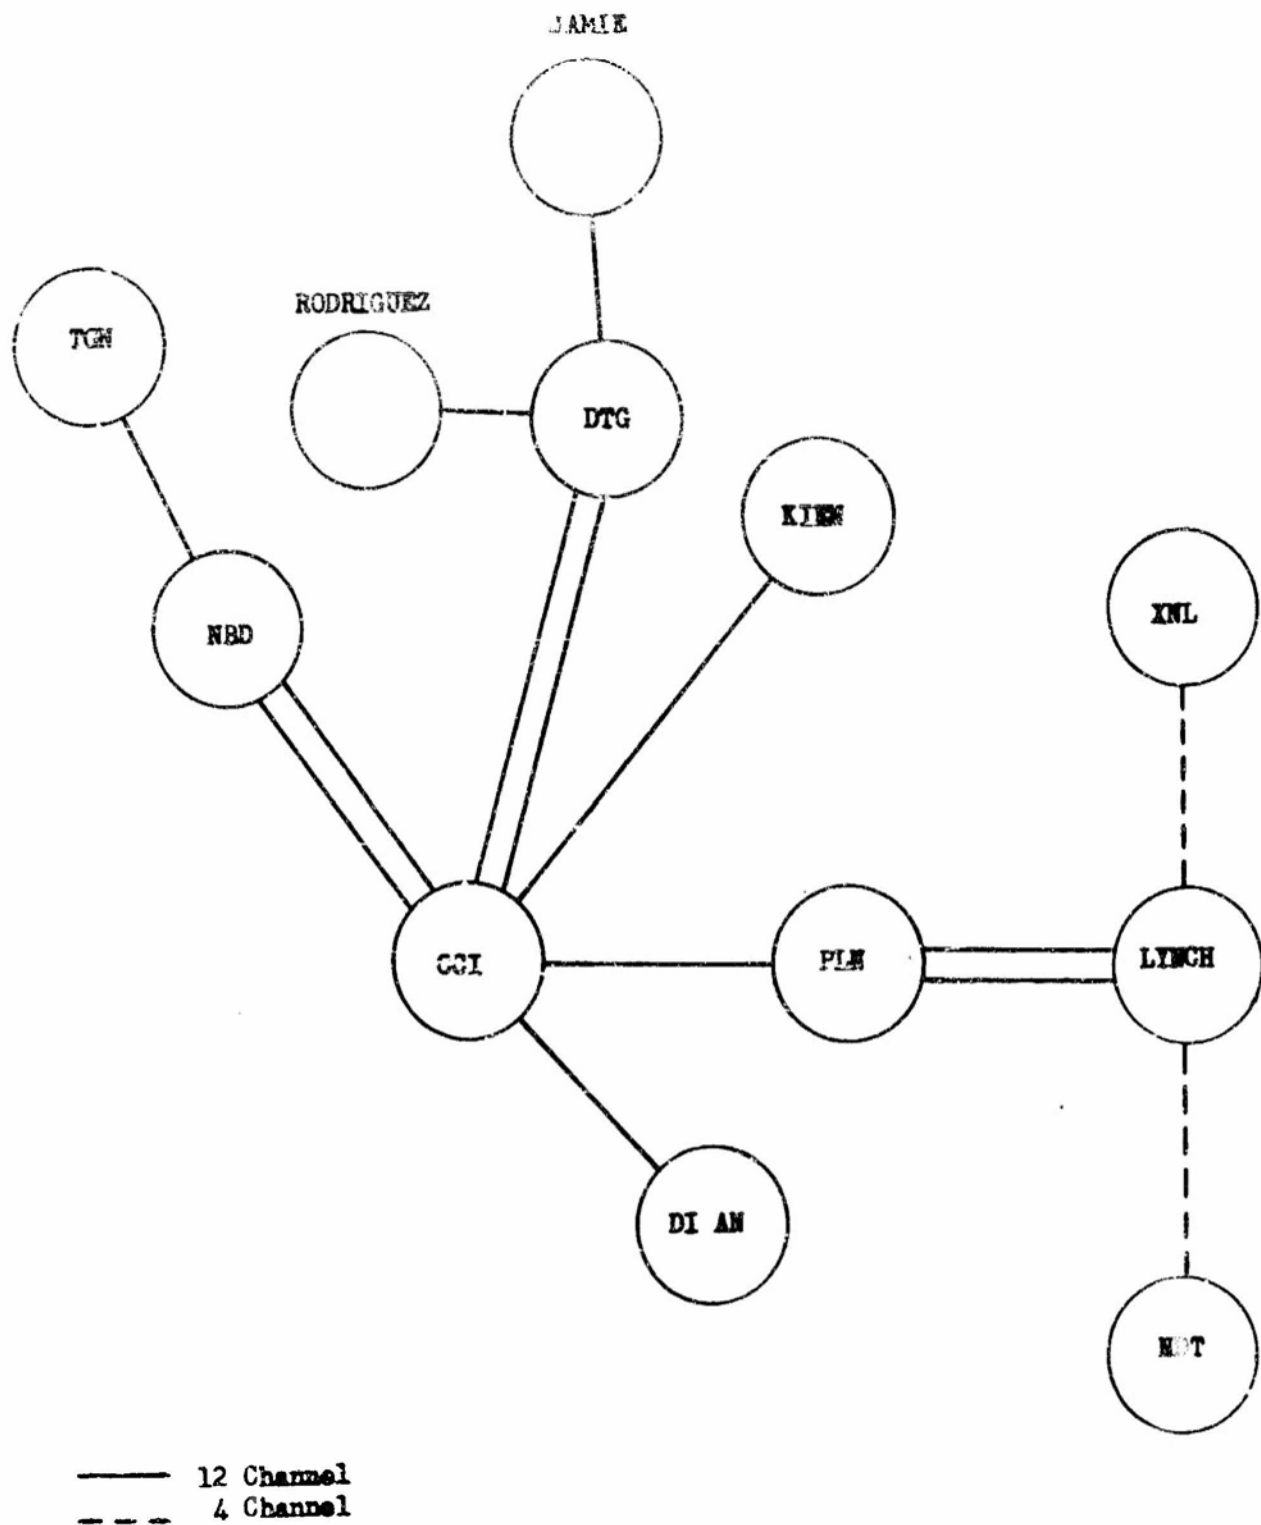 JAMIE
RODRIGUEZ
TGN
DTG
KIEN
XNL
NBD
PLN
LYNCH
DI AN
12 Channel
4 Channel